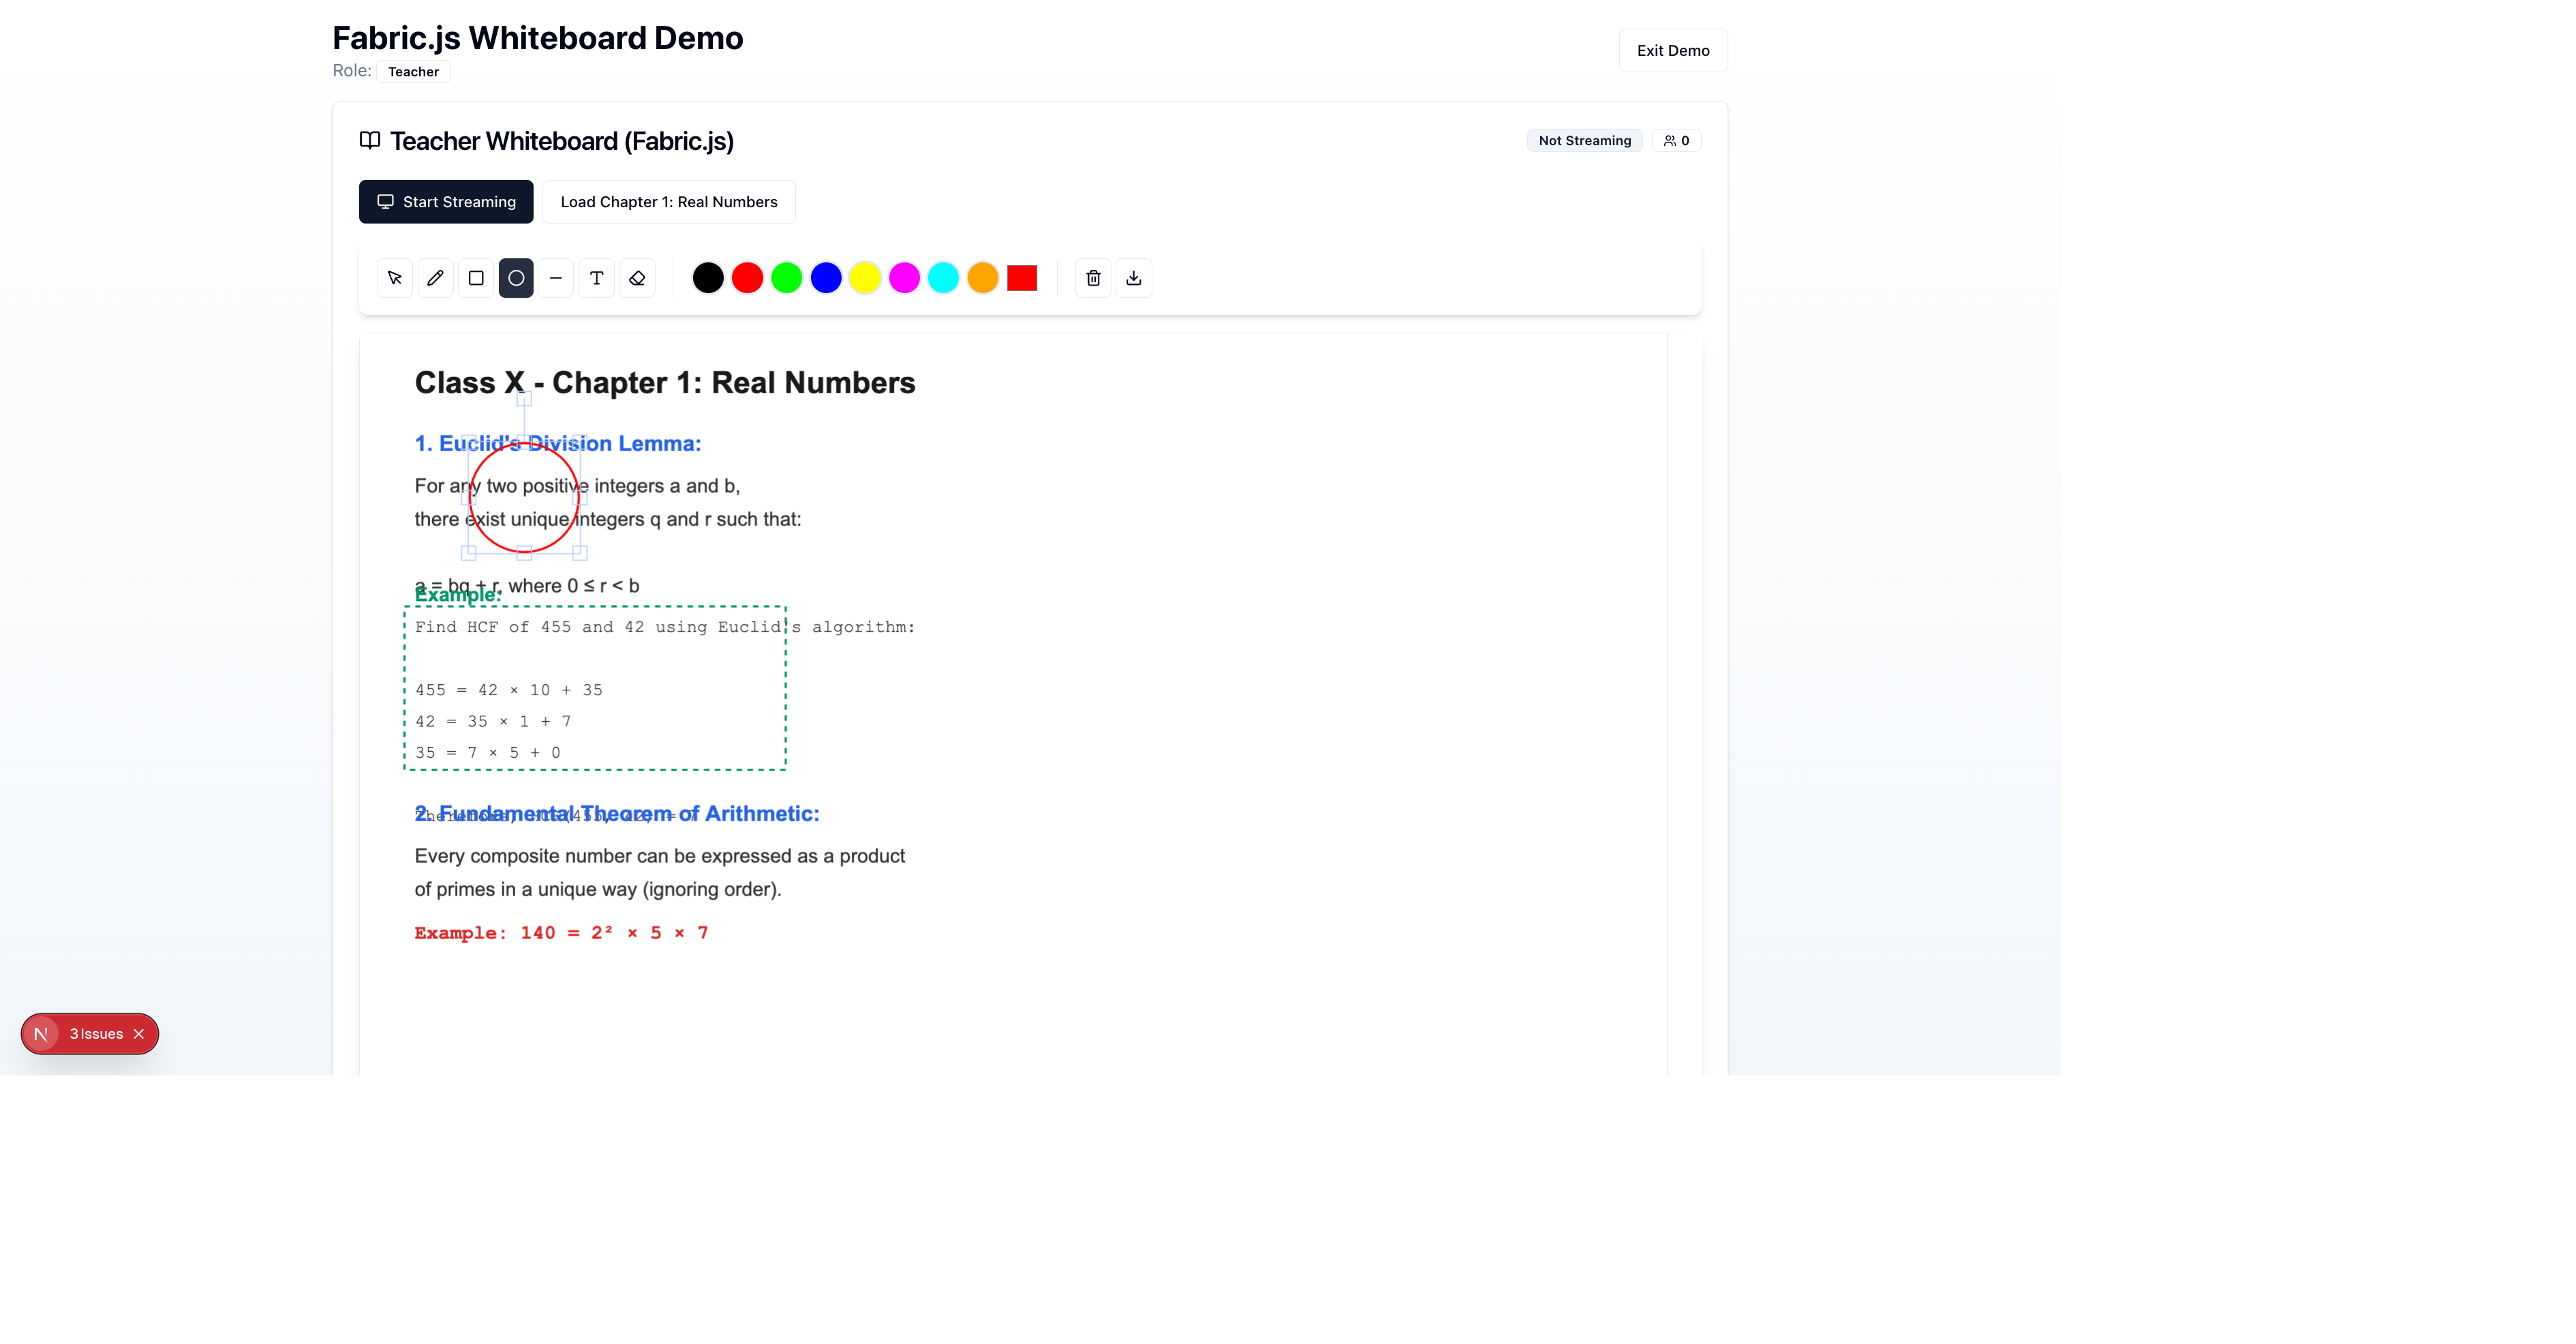 Fabric.js Whiteboard Demo
Role: Teacher
Exit Demo
Teacher Whiteboard (Fabric.js)
Not Streaming
0
Start Streaming
Load Chapter 1: Real Numbers
Class X - Chapter 1: Real Numbers
1. Euclid's Division Lemma:
For any two positive integers a and b,
there exist unique integers q and r such that:
a = bq + r, where 0 ≤ r < b
Example:
Find HCF of 455 and 42 using Euclid's algorithm:
455 = 42 × 10 + 35
42 = 35 × 1 + 7
35 = 7 × 5 + 0
2. Fundamental Theorem of Arithmetic:
Therefore, HCF(455, 42) = 7
Every composite number can be expressed as a product
of primes in a unique way (ignoring order).
Example: 140 = 2² × 5 × 7
N 3 Issues